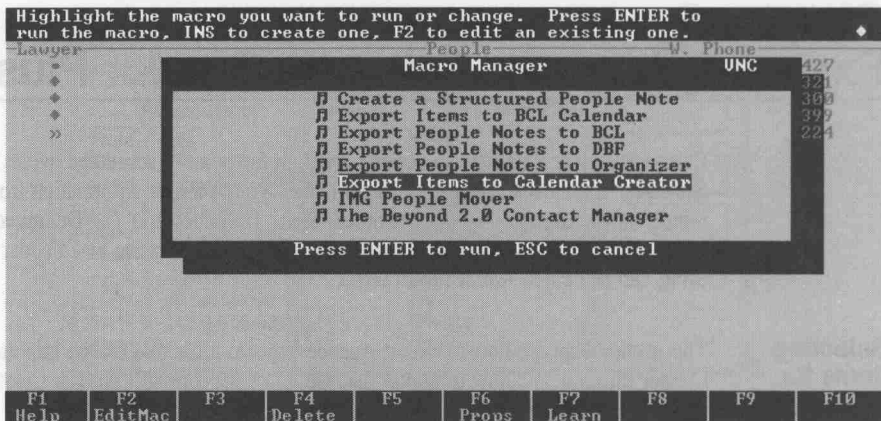 Highlight the macro you want to run or change. Press ENTER to
run the macro, INS to create one, F2 to edit an existing one.
Lawyer People W. Phone
Macro Manager VNC 427
321
♫ Create a Structured People Note 300
♫ Export Items to BCL Calendar 399
♫ Export People Notes to BCL 224
♫ Export People Notes to DBF
♫ Export People Notes to Organizer
♫ Export Items to Calendar Creator
♫ IMG People Mover
♫ The Beyond 2.0 Contact Manager
Press ENTER to run, ESC to cancel
F1 F2 F3 F4 F5 F6 F7 F8 F9 F10
Help EditMac Delete Props Learn